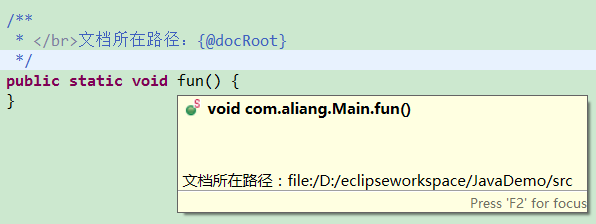 /**
* </br>文档所在路径：{@docRoot}
*/
public static void fun() {
}
S void com.aliang.Main.fun()
文档所在路径：file:/D:/eclipseworkspace/JavaDemo/src
Press 'F2' for focus